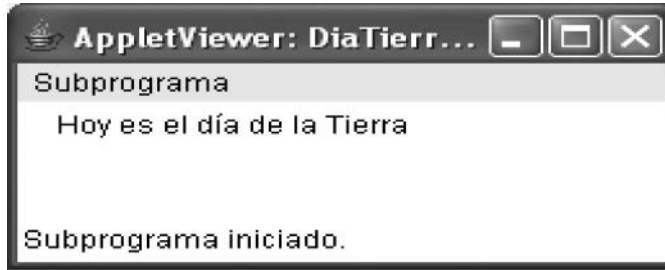 AppletViewer: DiaTierr...
Subprograma
Hoy es el día de la Tierra
Subprograma iniciado.